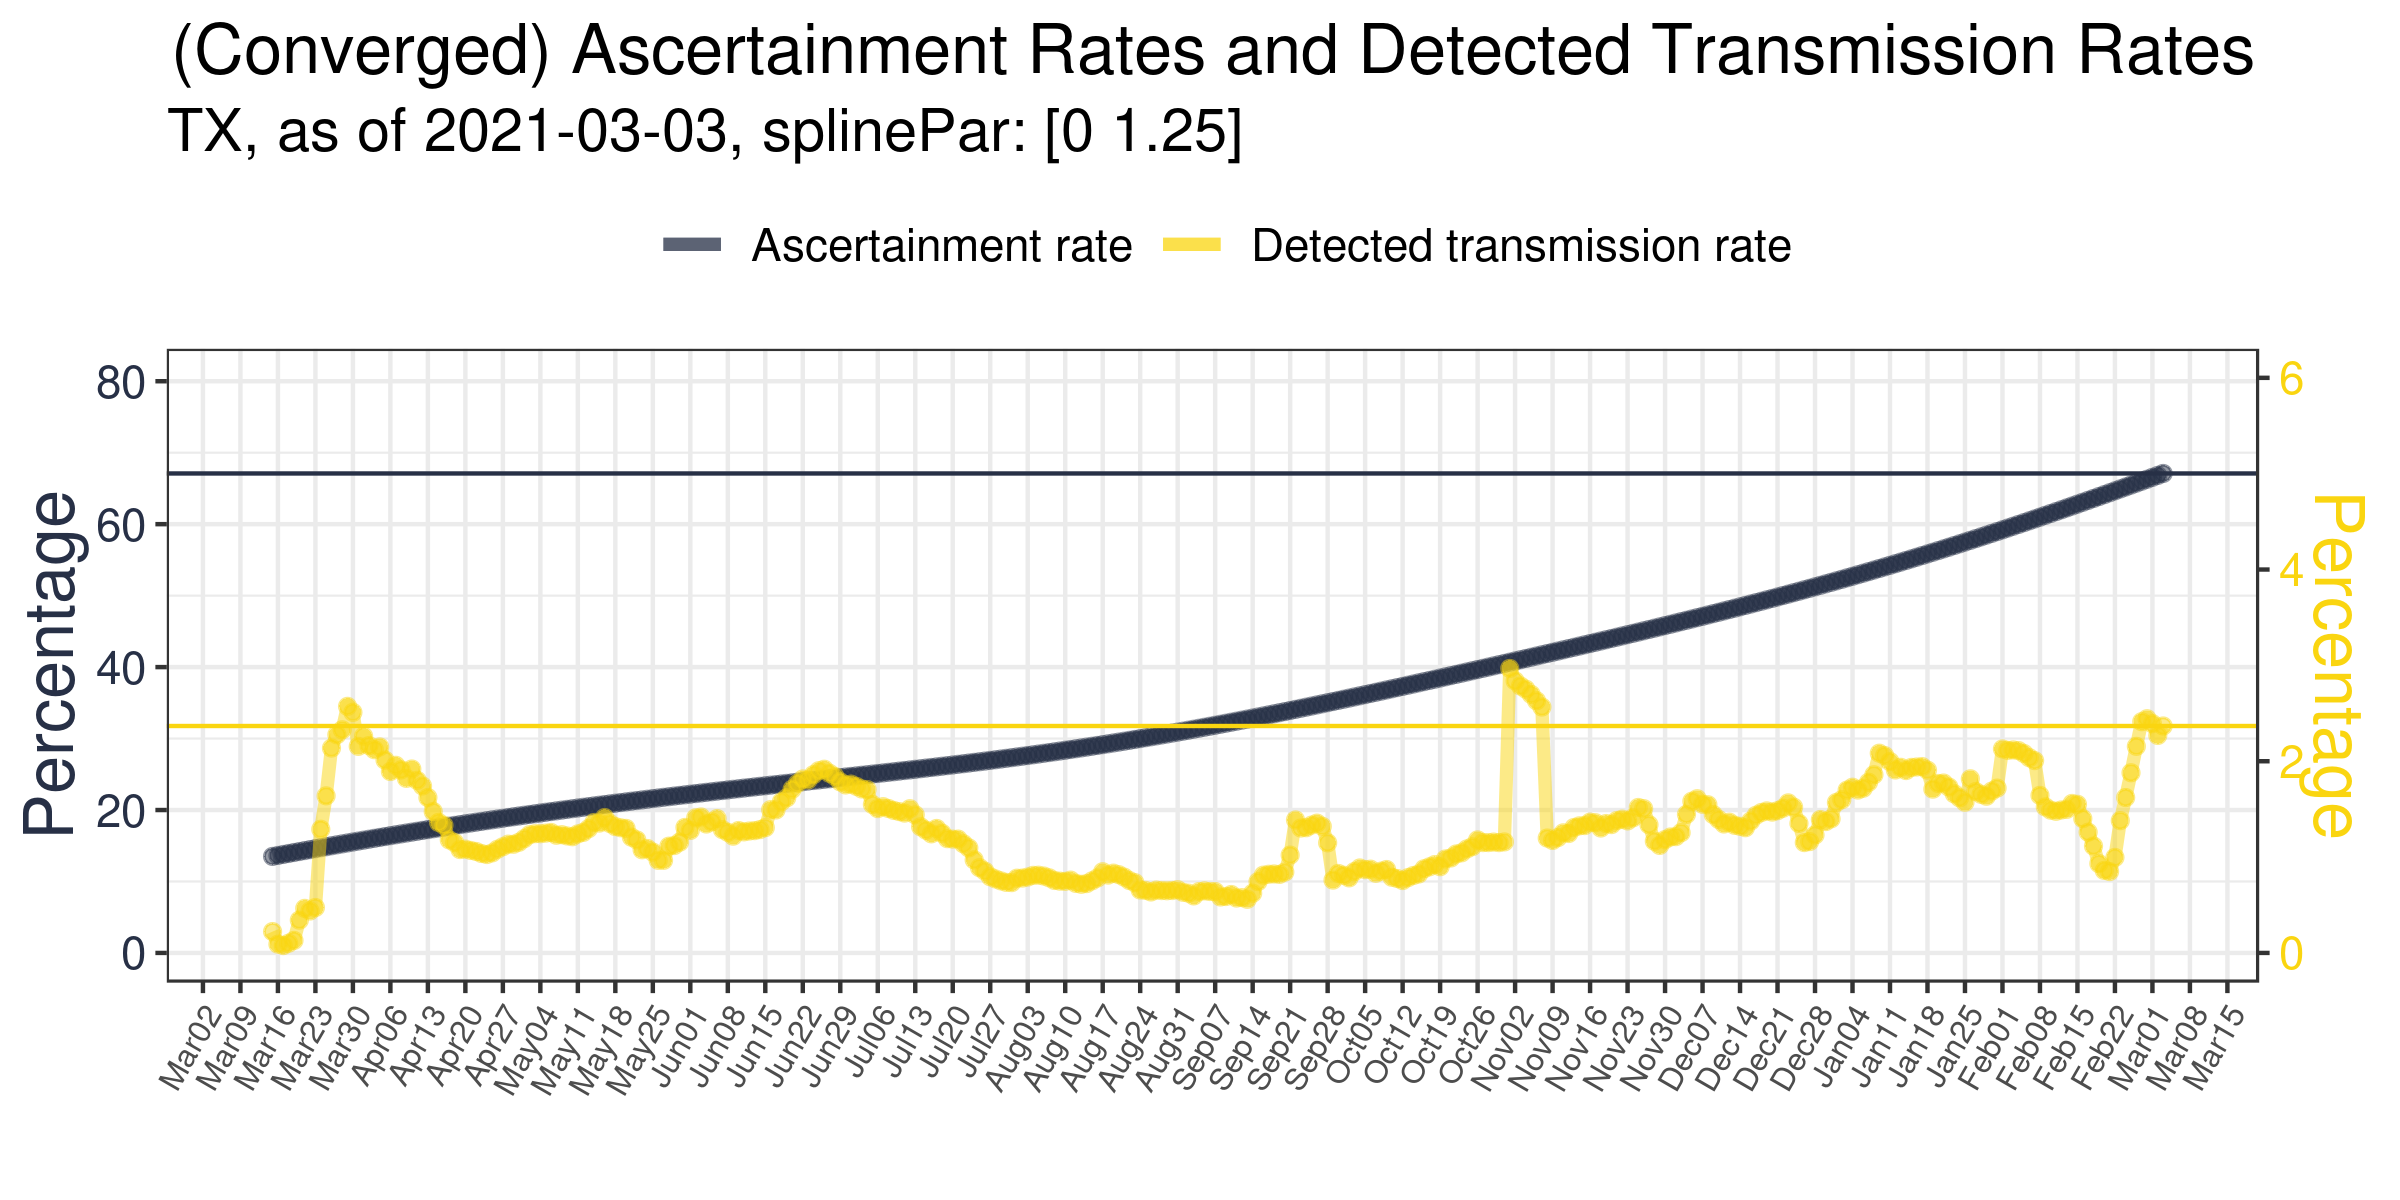 (Converged) Ascertainment Rates and Detected Transmission Rates
TX, as of 2021-03-03, splinePar: [0 1.25]
Ascertainment rate Detected transmission rate
80
60
40
20
0
Percentage
6
4
2
0
Percentage
Mar02 Mar09 Mar16 Mar23 Mar30 Apr06 Apr13 Apr20 Apr27 May04 May11 May18 May25 Jun01 Jun08 Jun15 Jun22 Jun29 Jul06 Jul13 Jul20 Jul27 Aug03 Aug10 Aug17 Aug24 Aug31 Sep07 Sep14 Sep21 Sep28 Oct05 Oct12 Oct19 Oct26 Nov02 Nov09 Nov16 Nov23 Nov30 Dec07 Dec14 Dec21 Dec28 Jan04 Jan11 Jan18 Jan25 Feb01 Feb08 Feb15 Feb22 Mar01 Mar08 Mar15